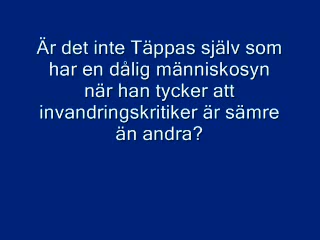 Är det inte Täppas själv som
har en dålig människosyn
när han tycker att
invandringskritiker är sämre
än andra?